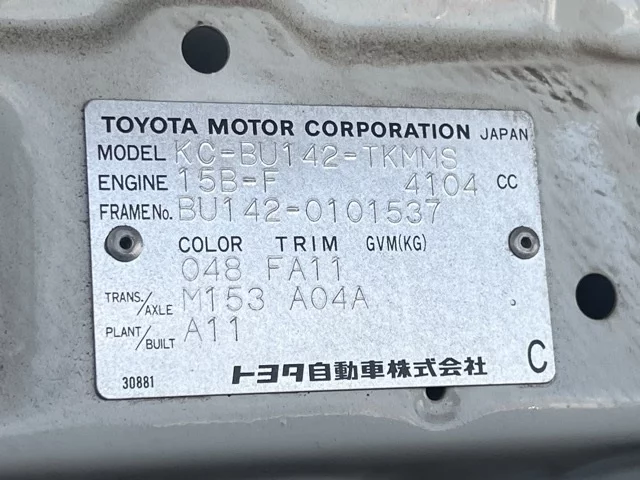 TOYOTA MOTOR CORPORATION JAPAN
MODEL KC-BU142-TKMMS
ENGINE 15B-F 4104 CC
FRAME No. BU142-0101537
COLOR TRIM GVM(KG)
048 FA11
TRANS./AXLE M153 A04A
PLANT/BUILT A11
30881 トヨタ自動車株式会社 C